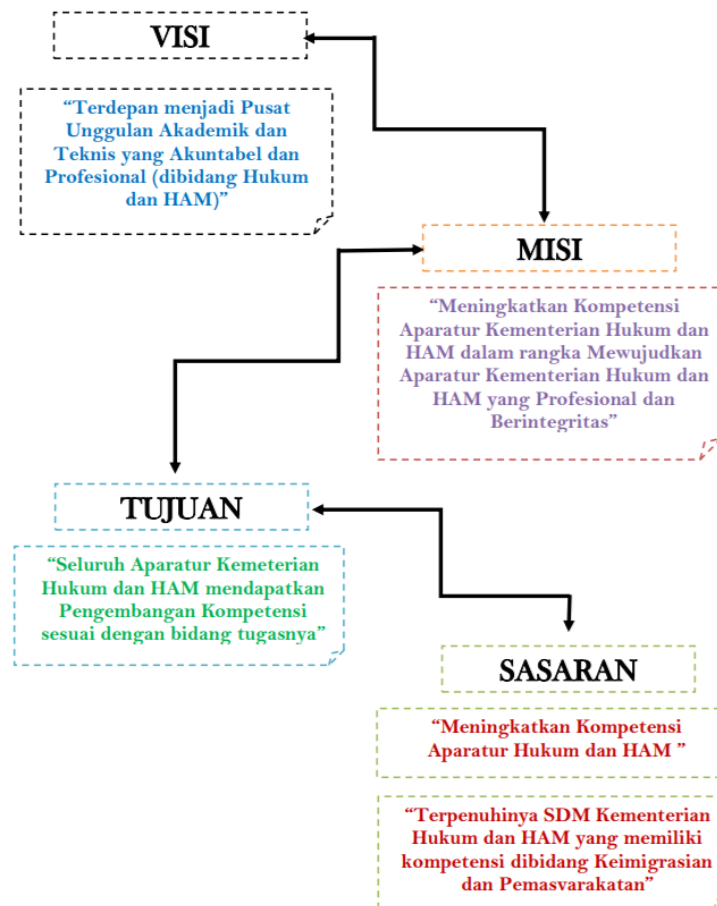 VISI
“Terdepan menjadi Pusat
Unggulan Akademik dan
Teknis yang Akuntabel dan
Profesional (dibidang Hukum
dan HAM)”
MISI
“Meningkatkan Kompetensi
Aparatur Kementerian Hukum dan
HAM dalam rangka Mewujudkan
Aparatur Kementerian Hukum dan
HAM yang Profesional dan
Berintegritas”
TUJUAN
“Seluruh Aparatur Kemeterian
Hukum dan HAM mendapatkan
Pengembangan Kompetensi
sesuai dengan bidang tugasnya”
SASARAN
“Meningkatkan Kompetensi
Aparatur Hukum dan HAM ”
“Terpenuhinya SDM Kementerian
Hukum dan HAM yang memiliki
kompetensi dibidang Keimigrasian
dan Pemasyarakatan”